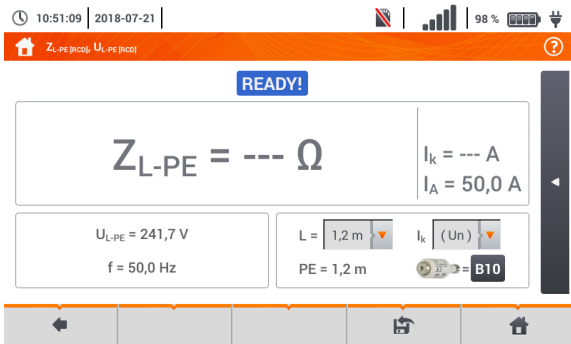 10:51:09 2018-07-21 98 %
ZL-PE [RCD], UL-PE [RCD] ?
READY!
ZL-PE = --- Ω
Ik = --- A
IA = 50,0 A
UL-PE = 241,7 V
f = 50,0 Hz
L = 1,2 m Ik (Un)
PE = 1,2 m = B10